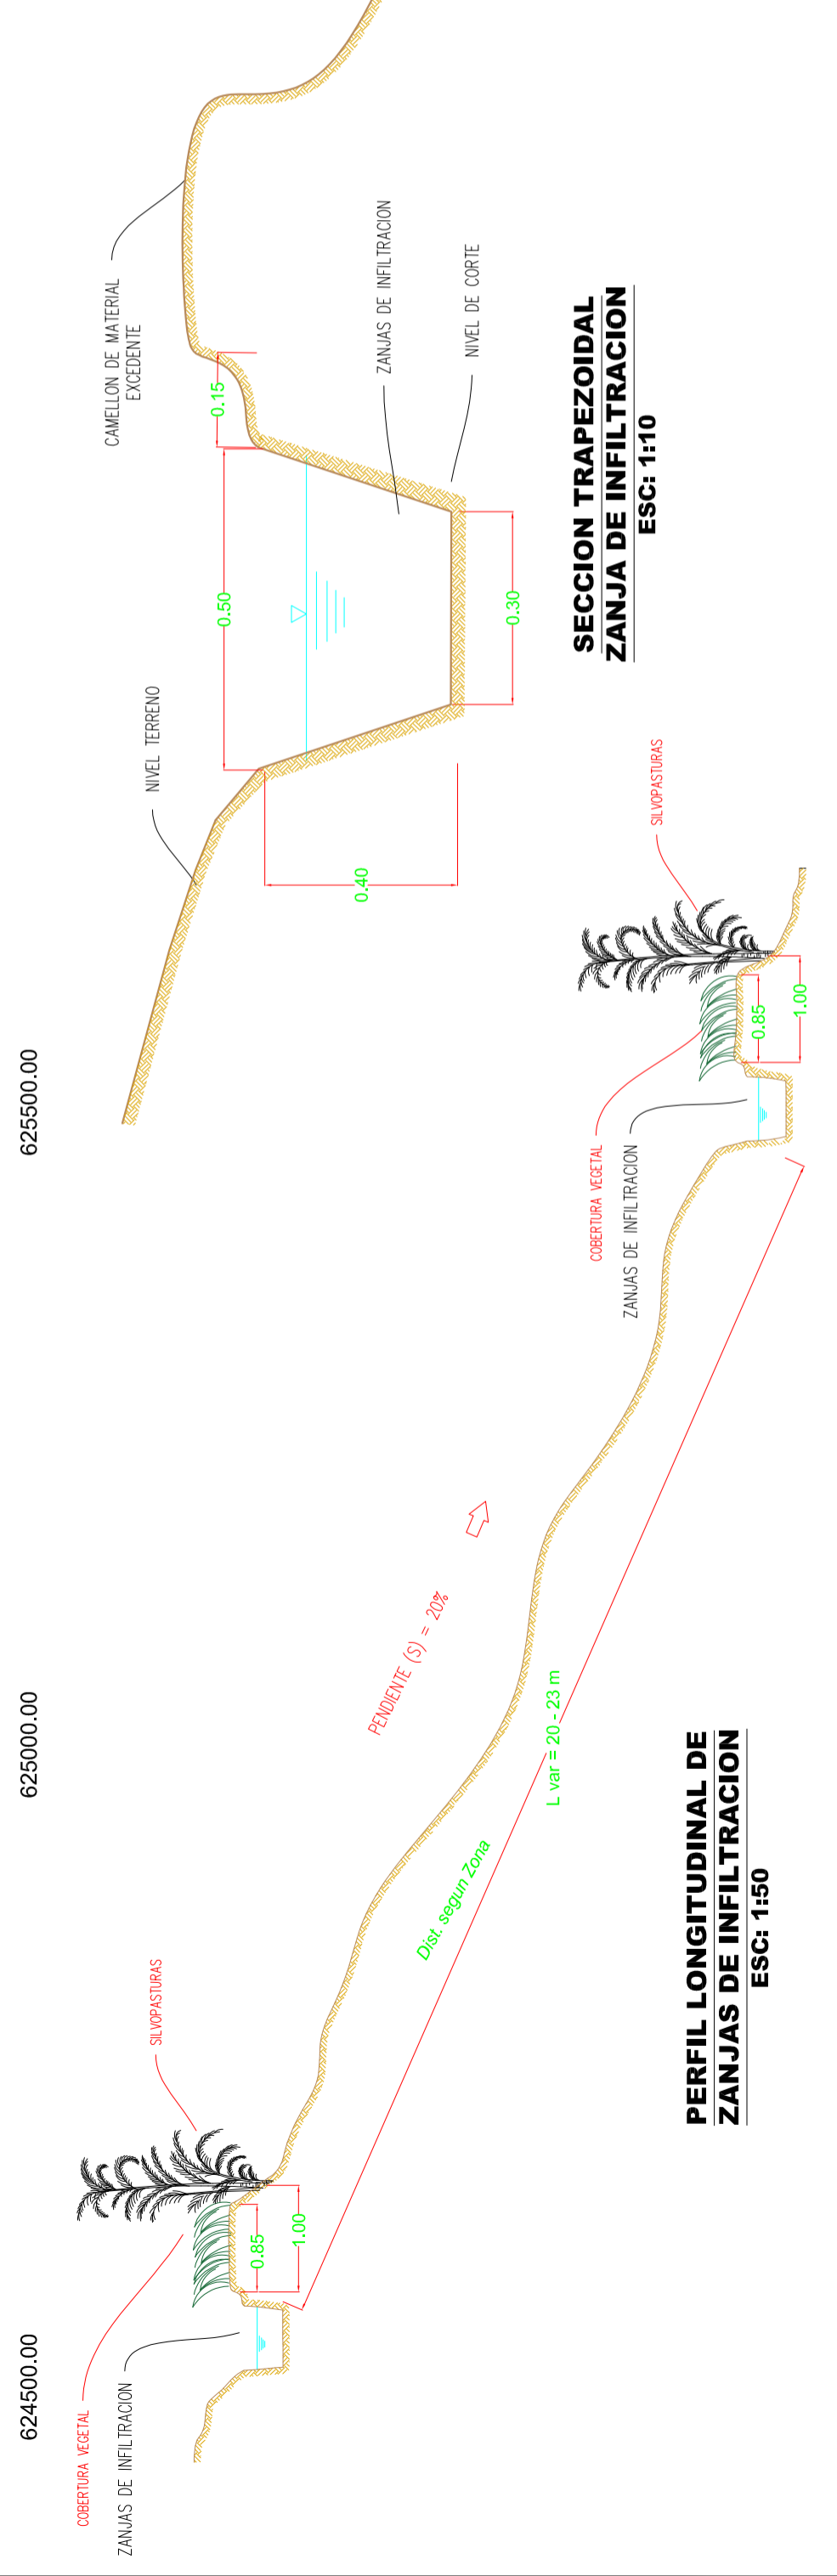 624500.00
625000.00
625500.00
COBERTURA VEGETAL
ZANJAS DE INFILTRACION
SILVOPASTURAS
0.85
1.00
Dist. segun Zona
L var = 20 - 23 m
PENDIENTE (S) = 20%
COBERTURA VEGETAL
ZANJAS DE INFILTRACION
SILVOPASTURAS
0.85
1.00
PERFIL LONGITUDINAL DE
ZANJAS DE INFILTRACION
ESC: 1:50
NIVEL TERRENO
CAMELLON DE MATERIAL
EXCEDENTE
0.50
0.15
0.40
0.30
ZANJAS DE INFILTRACION
NIVEL DE CORTE
SECCION TRAPEZOIDAL
ZANJA DE INFILTRACION
ESC: 1:10